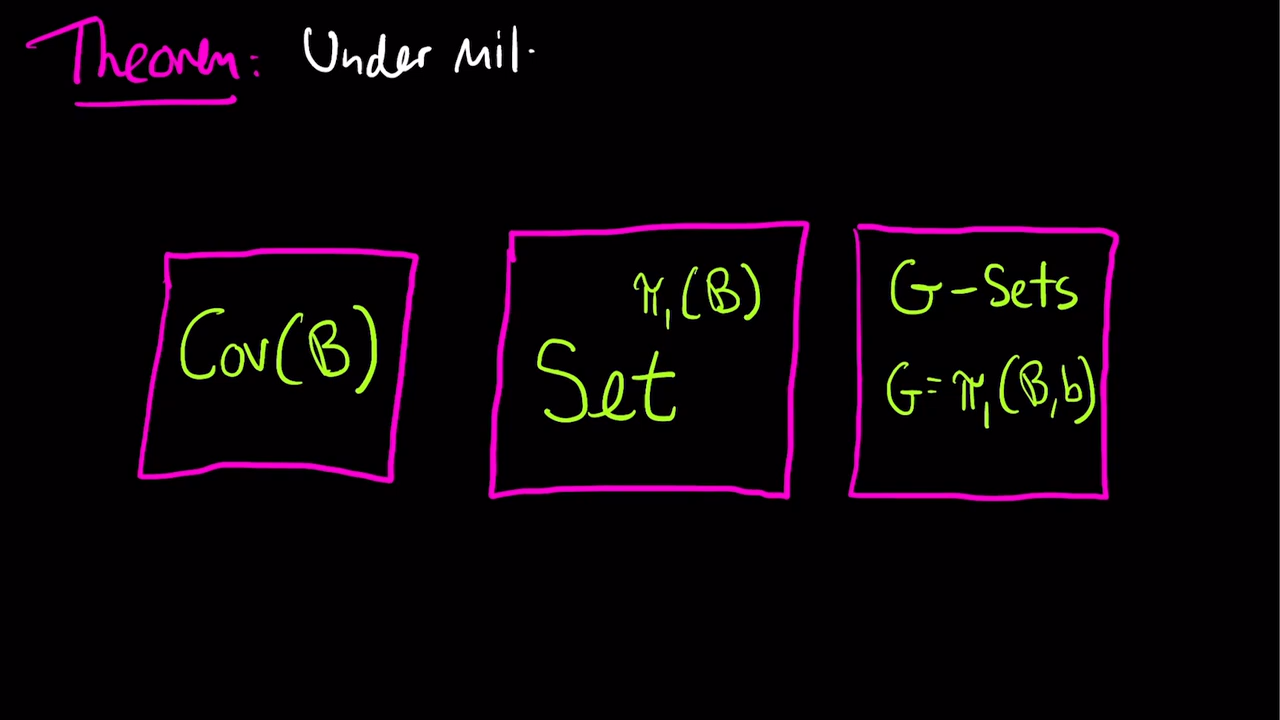 Theorem: Under mil
Cov(B)
Set^π₁(B)
G-Sets
G=π₁(B,b)